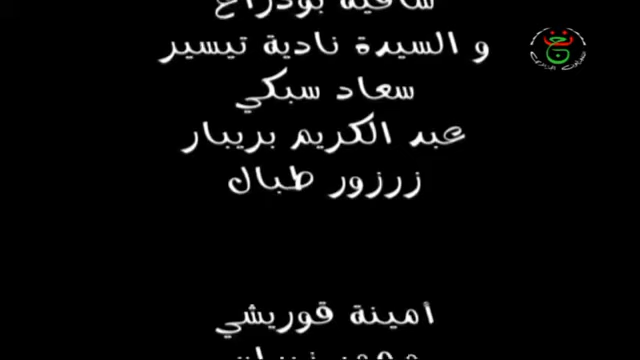 و السيدة نادية تيسير
سعاد سبكي
عبد الكريم بريبار
زرزور طبال
أمينة قوريشي